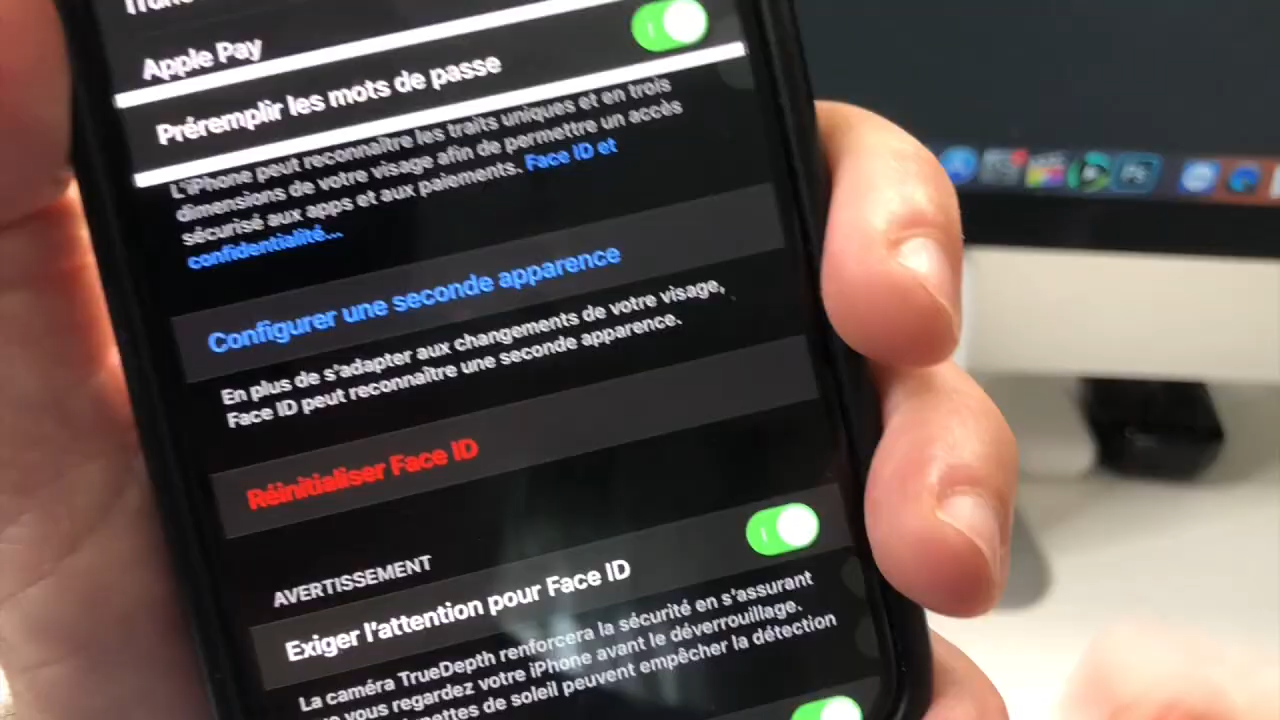 Apple Pay
Préremplir les mots de passe
L'iPhone peut reconnaître les traits uniques et en trois
dimensions de votre visage afin de permettre un accès
sécurisé aux apps et aux paiements. Face ID et
confidentialité...
Configurer une seconde apparence
En plus de s'adapter aux changements de votre visage,
Face ID peut reconnaître une seconde apparence.
Réinitialiser Face ID
AVERTISSEMENT
Exiger l'attention pour Face ID
La caméra TrueDepth renforcera la sécurité en s'assurant
vous regardez votre iPhone avant le déverrouillage.
de soleil peuvent empêcher la détection